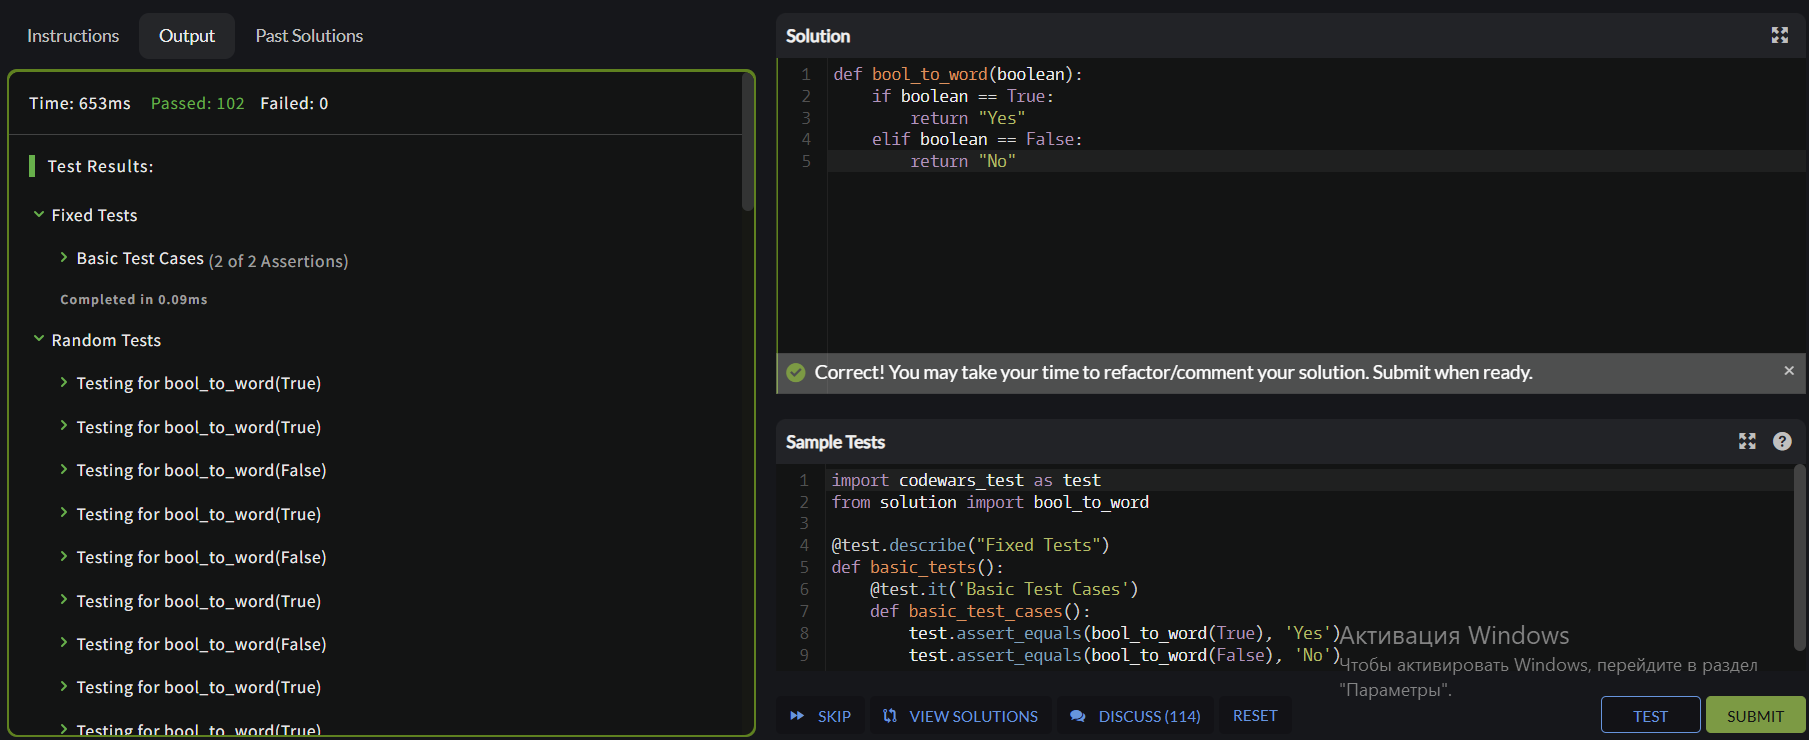 Instructions Output Past Solutions
Time: 653ms Passed: 102 Failed: 0
Test Results:
Fixed Tests
Basic Test Cases (2 of 2 Assertions)
Completed in 0.09ms
Random Tests
Testing for bool_to_word(True)
Testing for bool_to_word(True)
Testing for bool_to_word(False)
Testing for bool_to_word(True)
Testing for bool_to_word(False)
Testing for bool_to_word(True)
Testing for bool_to_word(False)
Testing for bool_to_word(True)
Testing for bool_to_word(True)
Solution
1 def bool_to_word(boolean):
2     if boolean == True:
3         return "Yes"
4     elif boolean == False:
5         return "No"
Correct! You may take your time to refactor/comment your solution. Submit when ready.
Sample Tests
1 import codewars_test as test
2 from solution import bool_to_word
3
4 @test.describe("Fixed Tests")
5 def basic_tests():
6     @test.it('Basic Test Cases')
7     def basic_test_cases():
8         test.assert_equals(bool_to_word(True), 'Yes')
9         test.assert_equals(bool_to_word(False), 'No')
Активация Windows
Чтобы активировать Windows, перейдите в раздел
"Параметры".
SKIP VIEW SOLUTIONS DISCUSS (114) RESET TEST SUBMIT